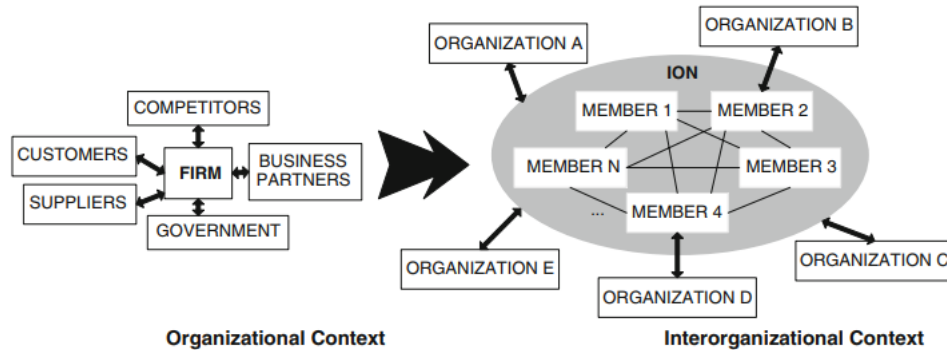 COMPETITORS
CUSTOMERS
FIRM
BUSINESS
PARTNERS
SUPPLIERS
GOVERNMENT
Organizational Context
ORGANIZATION A
ORGANIZATION B
ION
MEMBER 1
MEMBER 2
MEMBER N
MEMBER 3
...
MEMBER 4
ORGANIZATION E
ORGANIZATION C
ORGANIZATION D
Interorganizational Context